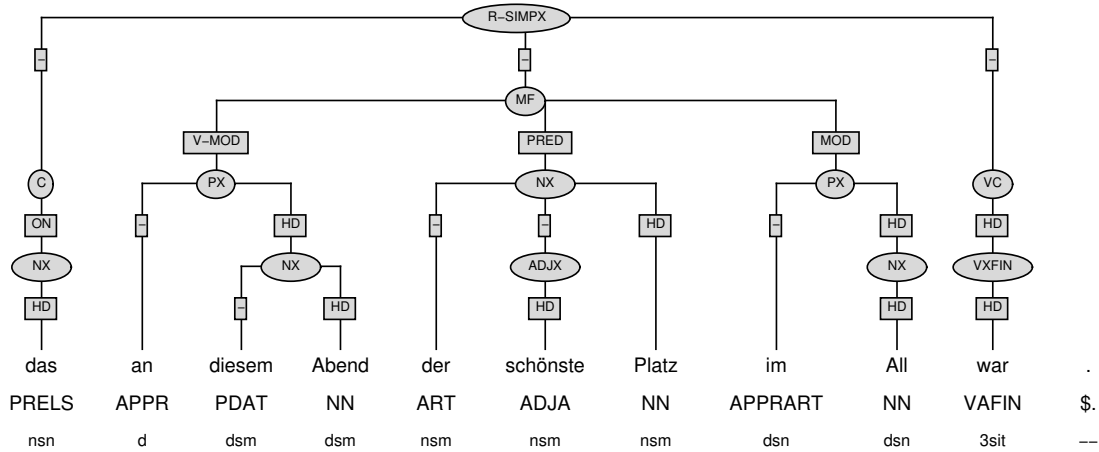 R−SIMPX
− − −
MF
V−MOD PRED MOD
C PX NX PX VC
ON − HD − − HD − HD HD
NX NX ADJX NX VXFIN
HD − HD HD HD HD
das an diesem Abend der schönste Platz im All war .
PRELS APPR PDAT NN ART ADJA NN APPRART NN VAFIN $.
nsn d dsm dsm nsm nsm nsm dsn dsn 3sit −−